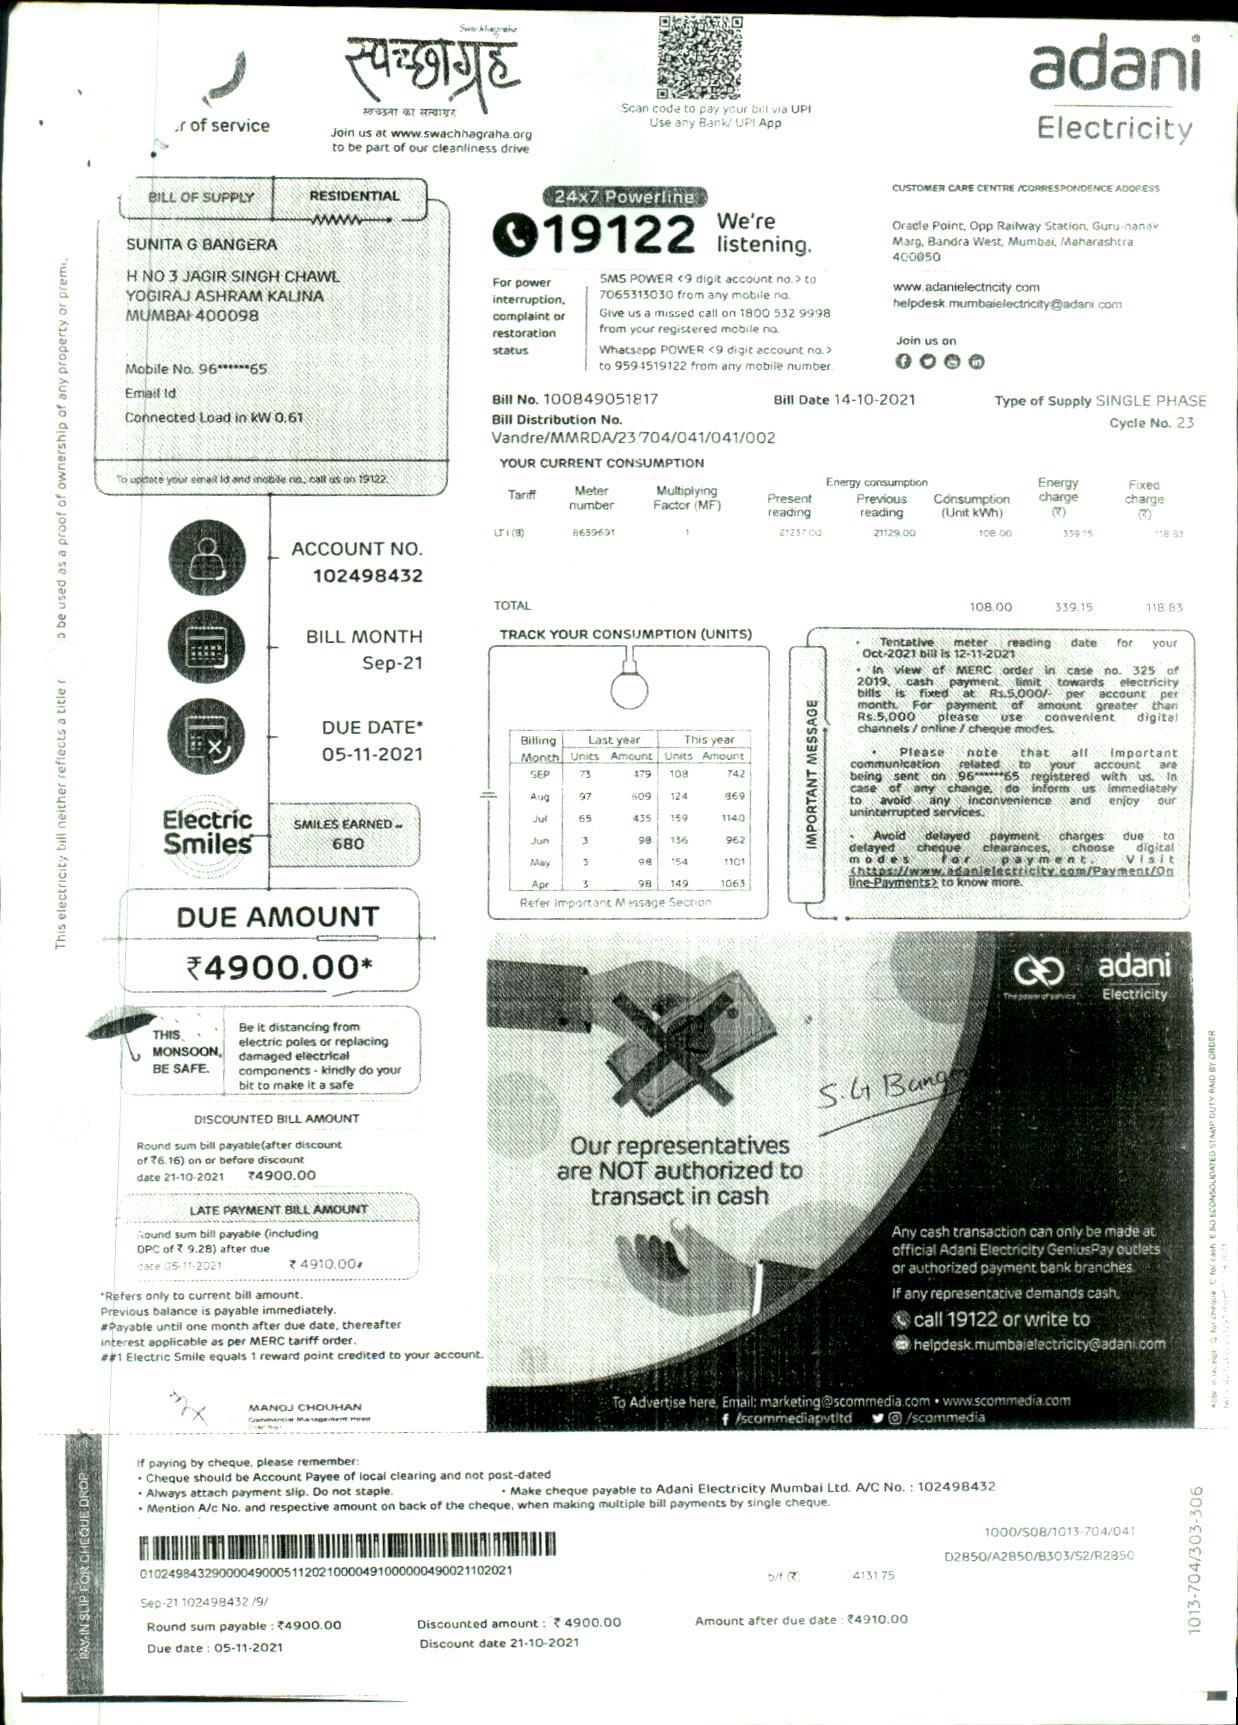 Swachhagraha
स्वच्छाग्रह
स्वच्छता का सत्याग्रह
Join us at www.swachhagraha.org
to be part of our cleanliness drive
r of service
Scan code to pay your bill via UPI
Use any Bank/ UPI App
adani
Electricity
BILL OF SUPPLY RESIDENTIAL
SUNITA G BANGERA
H NO 3 JAGIR SINGH CHAWL
YOGIRAJ ASHRAM KALINA
MUMBAI 400098
Mobile No. 96******65
Email Id
Connected Load in kW 0.61
To update your email Id and mobile no., call us on 19122.
24x7 Powerline
19122 We're
listening.
For power
interruption,
complaint or
restoration
status
SMS POWER <9 digit account no.> to
7065313030 from any mobile no.
Give us a missed call on 1800 532 9998
from your registered mobile no.
Whatsapp POWER <9 digit account no.>
to 9594519122 from any mobile number.
CUSTOMER CARE CENTRE /CORRESPONDENCE ADDRESS
Oracle Point, Opp Railway Station, Guru-nanak
Marg, Bandra West, Mumbai, Maharashtra
400050
www.adanielectricity.com
helpdesk.mumbaielectricity@adani.com
Join us on
Bill No. 100849051817 Bill Date 14-10-2021 Type of Supply SINGLE PHASE
Bill Distribution No. Cycle No. 23
Vandre/MMRDA/23/704/041/041/002
YOUR CURRENT CONSUMPTION
Energy consumption
Tariff Meter number Multiplying Factor (MF) Present reading Previous reading Consumption (Unit kWh) Energy charge (₹) Fixed charge (₹)
LT I (B) 8659691 1 21237.00 21129.00 108.00 339.15 118.83
TOTAL 108.00 339.15 118.83
ACCOUNT NO.
102498432
BILL MONTH
Sep-21
DUE DATE*
05-11-2021
Electric
Smiles
SMILES EARNED
680
DUE AMOUNT
₹4900.00*
TRACK YOUR CONSUMPTION (UNITS)
Billing Last year This year
Month Units Amount Units Amount
SEP 73 479 108 742
Aug 97 609 124 869
Jul 65 435 159 1140
Jun 3 98 136 962
May 3 98 154 1101
Apr 3 98 149 1063
Refer Important Message Section
IMPORTANT MESSAGE
• Tentative meter reading date for your
Oct-2021 bill is 12-11-2021
• In view of MERC order in case no. 325 of
2019, cash payment limit towards electricity
bills is fixed at Rs.5,000/- per account per
month. For payment of amount greater than
Rs.5,000 please use convenient digital
channels / online / cheque modes.
• Please note that all important
communication related to your account are
being sent on 96******65 registered with us. In
case of any change, do inform us immediately
to avoid any inconvenience and enjoy our
uninterrupted services.
• Avoid delayed payment charges due to
delayed cheque clearances, choose digital
modes for payment. Visit
<https://www.adanielectricity.com/Payment/On
line-Payments> to know more.
THIS
MONSOON,
BE SAFE.
Be it distancing from
electric poles or replacing
damaged electrical
components - kindly do your
bit to make it a safe
DISCOUNTED BILL AMOUNT
Round sum bill payable(after discount
of ₹6.16) on or before discount
date 21-10-2021 ₹4900.00
LATE PAYMENT BILL AMOUNT
Round sum bill payable (including
DPC of ₹ 9.28) after due
date 05-11-2021 ₹ 4910.00#
*Refers only to current bill amount.
Previous balance is payable immediately.
#Payable until one month after due date, thereafter
interest applicable as per MERC tariff order.
##1 Electric Smile equals 1 reward point credited to your account.
MANOJ CHOUHAN
Commercial Management Head
adani
Electricity
The power of service
S.G Bange
Our representatives
are NOT authorized to
transact in cash
Any cash transaction can only be made at
official Adani Electricity GeniusPay outlets
or authorized payment bank branches.
If any representative demands cash,
call 19122 or write to
helpdesk.mumbaielectricity@adani.com
To Advertise here, Email: marketing@scommedia.com • www.scommedia.com
/scommediapvtltd /scommedia
This electricity bill neither reflects a title
o be used as a proof of ownership of any property or premi
PAY-IN SLIP FOR CHEQUE DROP
If paying by cheque, please remember:
• Cheque should be Account Payee of local clearing and not post-dated
• Always attach payment slip. Do not staple. • Make cheque payable to Adani Electricity Mumbai Ltd. A/C No. : 102498432
• Mention A/c No. and respective amount on back of the cheque, when making multiple bill payments by single cheque.
1000/S08/1013-704/041
D2850/A2850/B303/S2/R2850
b/f (₹) 4131.75
Sep-21 102498432 /9/
Round sum payable : ₹4900.00 Discounted amount : ₹ 4900.00 Amount after due date : ₹4910.00
Due date : 05-11-2021 Discount date 21-10-2021
1013-704/303-306